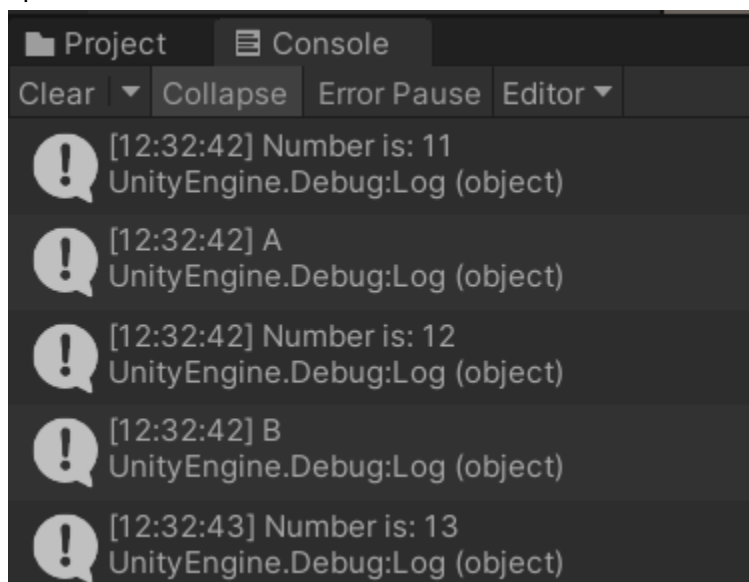 Project Console
Clear Collapse Error Pause Editor
[12:32:42] Number is: 11
UnityEngine.Debug:Log (object)
[12:32:42] A
UnityEngine.Debug:Log (object)
[12:32:42] Number is: 12
UnityEngine.Debug:Log (object)
[12:32:42] B
UnityEngine.Debug:Log (object)
[12:32:43] Number is: 13
UnityEngine.Debug:Log (object)